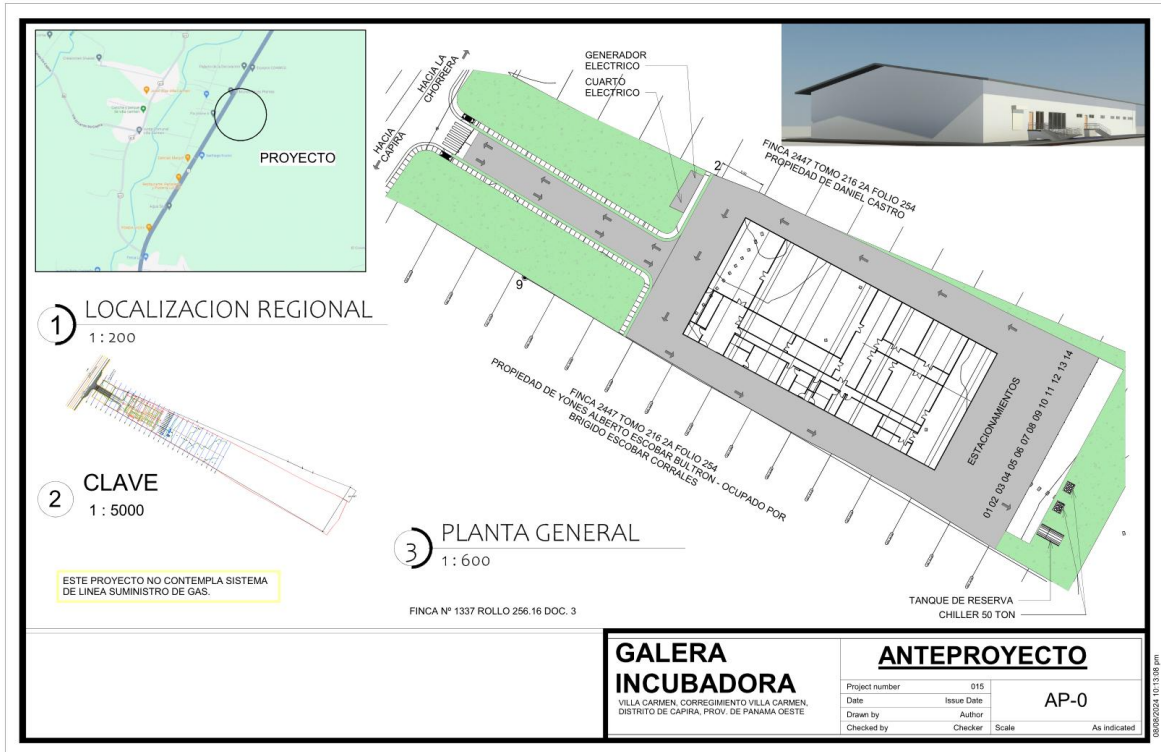 PROYECTO
1
LOCALIZACION REGIONAL
1 : 200
2
CLAVE
1 : 5000
ESTE PROYECTO NO CONTEMPLA SISTEMA
DE LINEA SUMINISTRO DE GAS.
HACIA LA
CHORRERA
HACIA
CAPIRA
GENERADOR
ELECTRICO
CUARTO
ELECTRICO
2
9
FINCA 2447 TOMO 216 2A FOLIO 254
PROPIEDAD DE DANIEL CASTRO
FINCA 2447 TOMO 216 2A FOLIO 254
PROPIEDAD DE YONES ALBERTO ESCOBAR BULTRON - OCUPADO POR
BRIGIDO ESCOBAR CORRALES
ESTACIONAMIENTOS
01 02 03 04 05 06 07 08 09 10 11 12 13 14
TANQUE DE RESERVA
CHILLER 50 TON
3
PLANTA GENERAL
1 : 600
FINCA Nº 1337 ROLLO 256.16 DOC. 3
GALERA
INCUBADORA
VILLA CARMEN, CORREGIMIENTO VILLA CARMEN,
DISTRITO DE CAPIRA, PROV. DE PANAMA OESTE
ANTEPROYECTO
Project number 015
Date Issue Date
Drawn by Author
Checked by Checker
AP-0
Scale As indicated
08/08/2024 10:13:08 pm